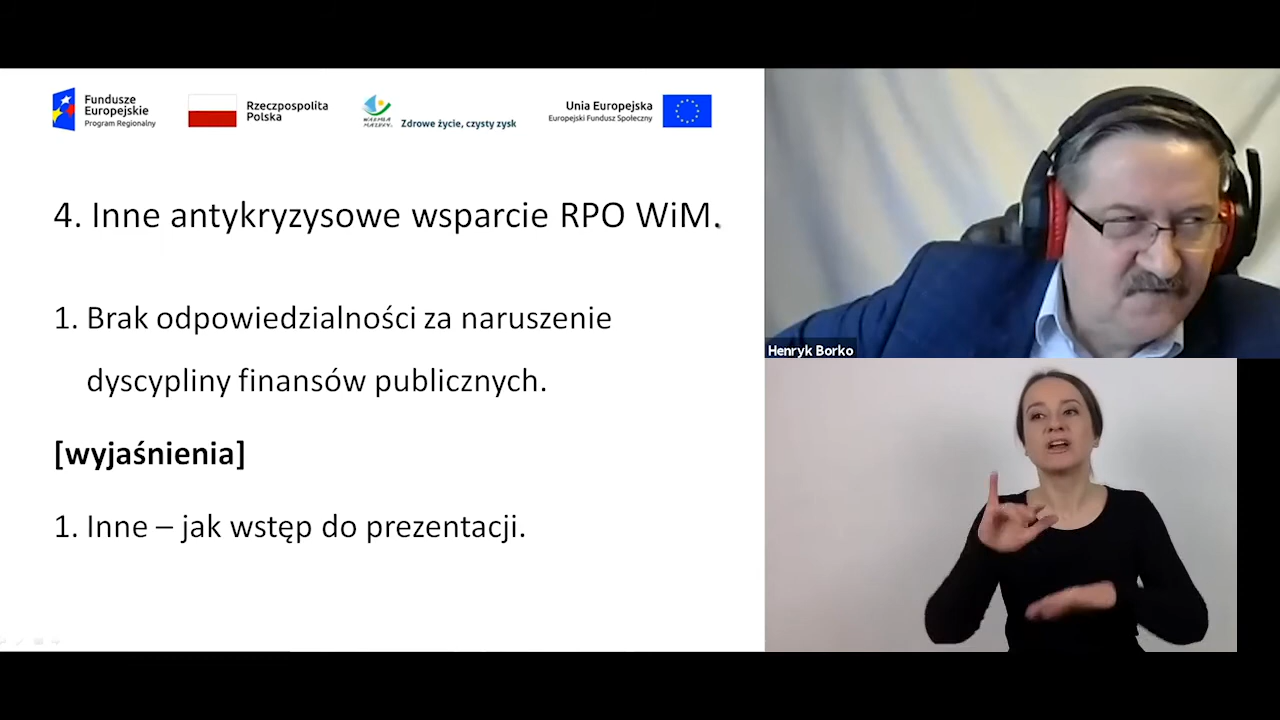 Fundusze
Europejskie
Program Regionalny
Rzeczpospolita
Polska
Zdrowe życie, czysty zysk
Unia Europejska
Europejski Fundusz Społeczny
4. Inne antykryzysowe wsparcie RPO WiM.
1. Brak odpowiedzialności za naruszenie
dyscypliny finansów publicznych.
[wyjaśnienia]
1. Inne – jak wstęp do prezentacji.
Henryk Borko